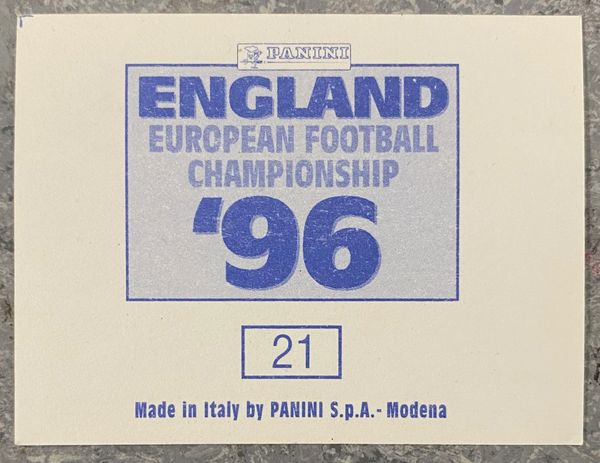 PANINI
ENGLAND
EUROPEAN FOOTBALL
CHAMPIONSHIP
'96
21
Made in Italy by PANINI S.p.A. - Modena